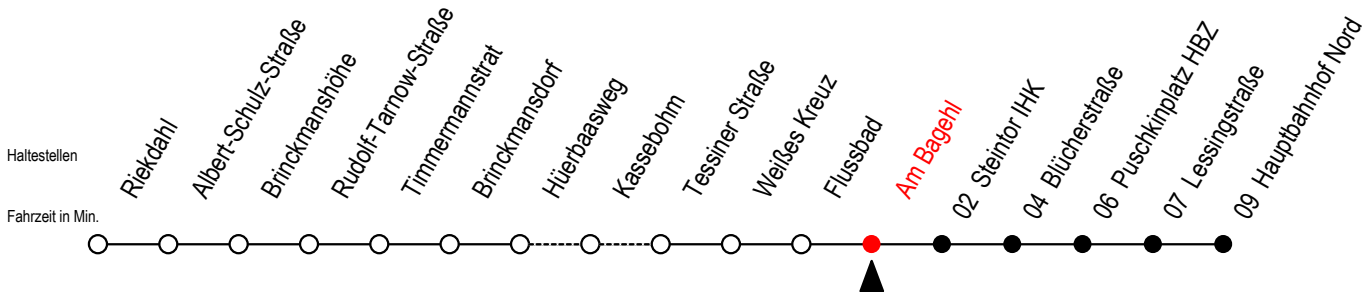 Haltestellen
Fahrzeit in Min.
Riekdahl
Albert-Schulz-Straße
Brinckmanshöhe
Rudolf-Tarnow-Straße
Timmermannstrat
Brinckmansdorf
Hüerbaasweg
Kassebohm
Tessiner Straße
Weißes Kreuz
Flussbad
Am Bagehl
02 Steintor IHK
04 Blücherstraße
06 Puschkinplatz HBZ
07 Lessingstraße
09 Hauptbahnhof Nord